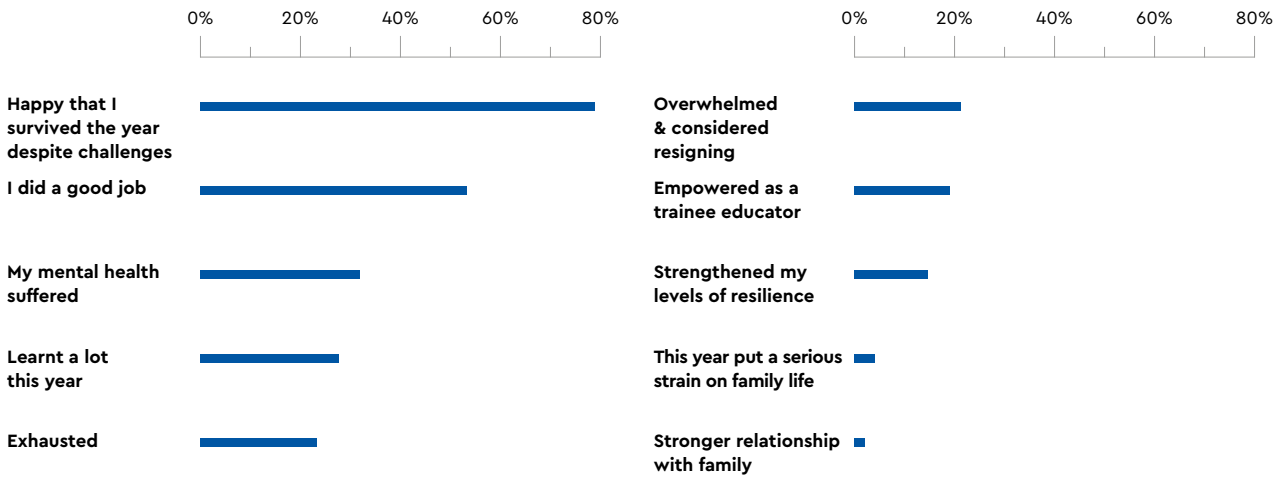 0% 20% 40% 60% 80%
Happy that I
survived the year
despite challenges
I did a good job
My mental health
suffered
Learnt a lot
this year
Exhausted
0% 20% 40% 60% 80%
Overwhelmed
& considered
resigning
Empowered as a
trainee educator
Strengthened my
levels of resilience
This year put a serious
strain on family life
Stronger relationship
with family